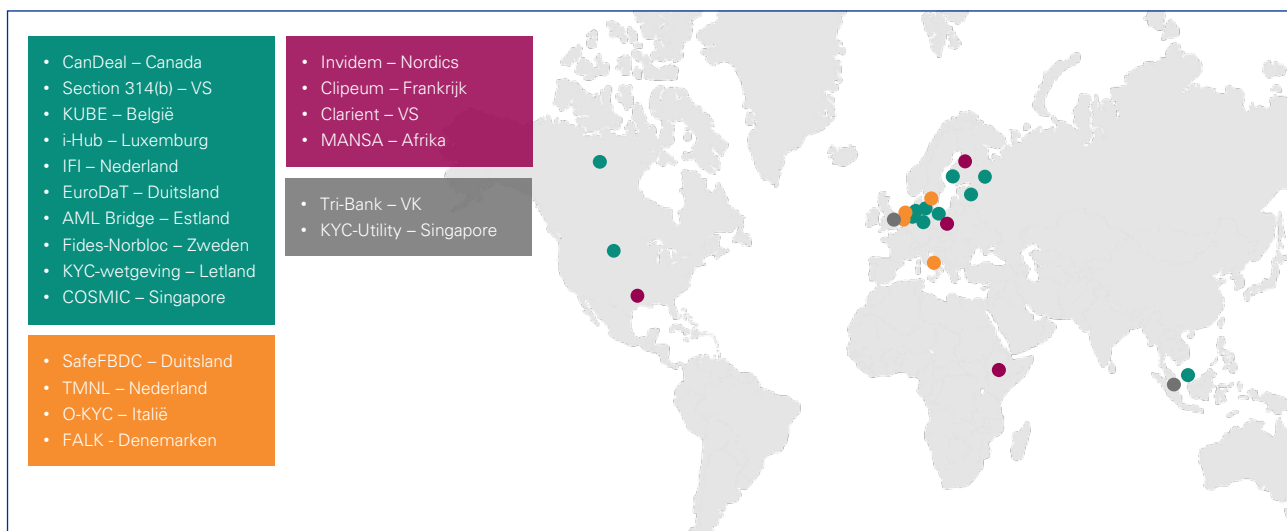 • CanDeal – Canada
• Section 314(b) – VS
• KUBE – België
• i-Hub – Luxemburg
• IFI – Nederland
• EuroDaT – Duitsland
• AML Bridge – Estland
• Fides-Norbloc – Zweden
• KYC-wetgeving – Letland
• COSMIC – Singapore
• SafeFBDC – Duitsland
• TMNL – Nederland
• O-KYC – Italië
• FALK - Denemarken
• Invidem – Nordics
• Clipeum – Frankrijk
• Clarient – VS
• MANSA – Afrika
• Tri-Bank – VK
• KYC-Utility – Singapore